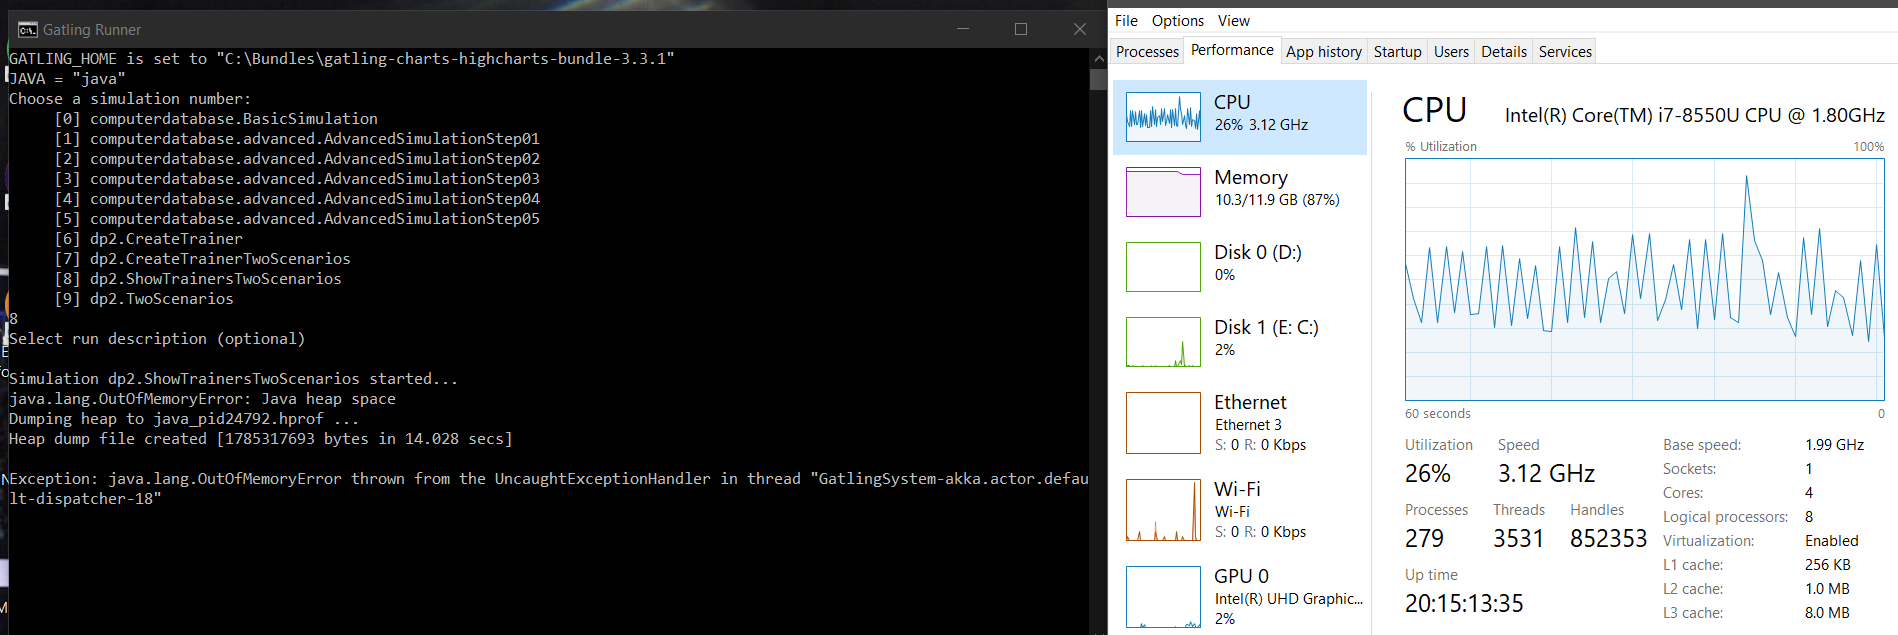 Gatling Runner
GATLING_HOME is set to "C:\Bundles\gatling-charts-highcharts-bundle-3.3.1"
JAVA = "java"
Choose a simulation number:
[0] computerdatabase.BasicSimulation
[1] computerdatabase.advanced.AdvancedSimulationStep01
[2] computerdatabase.advanced.AdvancedSimulationStep02
[3] computerdatabase.advanced.AdvancedSimulationStep03
[4] computerdatabase.advanced.AdvancedSimulationStep04
[5] computerdatabase.advanced.AdvancedSimulationStep05
[6] dp2.CreateTrainer
[7] dp2.CreateTrainerTwoScenarios
[8] dp2.ShowTrainersTwoScenarios
[9] dp2.TwoScenarios
8
Select run description (optional)
Simulation dp2.ShowTrainersTwoScenarios started...
java.lang.OutOfMemoryError: Java heap space
Dumping heap to java_pid24792.hprof ...
Heap dump file created [1785317693 bytes in 14.028 secs]
Exception: java.lang.OutOfMemoryError thrown from the UncaughtExceptionHandler in thread "GatlingSystem-akka.actor.defau
lt-dispatcher-18"
File Options View
Processes Performance App history Startup Users Details Services
CPU
26% 3.12 GHz
Memory
10.3/11.9 GB (87%)
Disk 0 (D:)
0%
Disk 1 (E: C:)
2%
Ethernet
Ethernet 3
S: 0 R: 0 Kbps
Wi-Fi
Wi-Fi
S: 0 R: 0 Kbps
GPU 0
Intel(R) UHD Graphic...
2%
CPU Intel(R) Core(TM) i7-8550U CPU @ 1.80GHz
% Utilization 100%
60 seconds 0
Utilization Speed
26% 3.12 GHz
Processes Threads Handles
279 3531 852353
Up time
20:15:13:35
Base speed: 1.99 GHz
Sockets: 1
Cores: 4
Logical processors: 8
Virtualization: Enabled
L1 cache: 256 KB
L2 cache: 1.0 MB
L3 cache: 8.0 MB